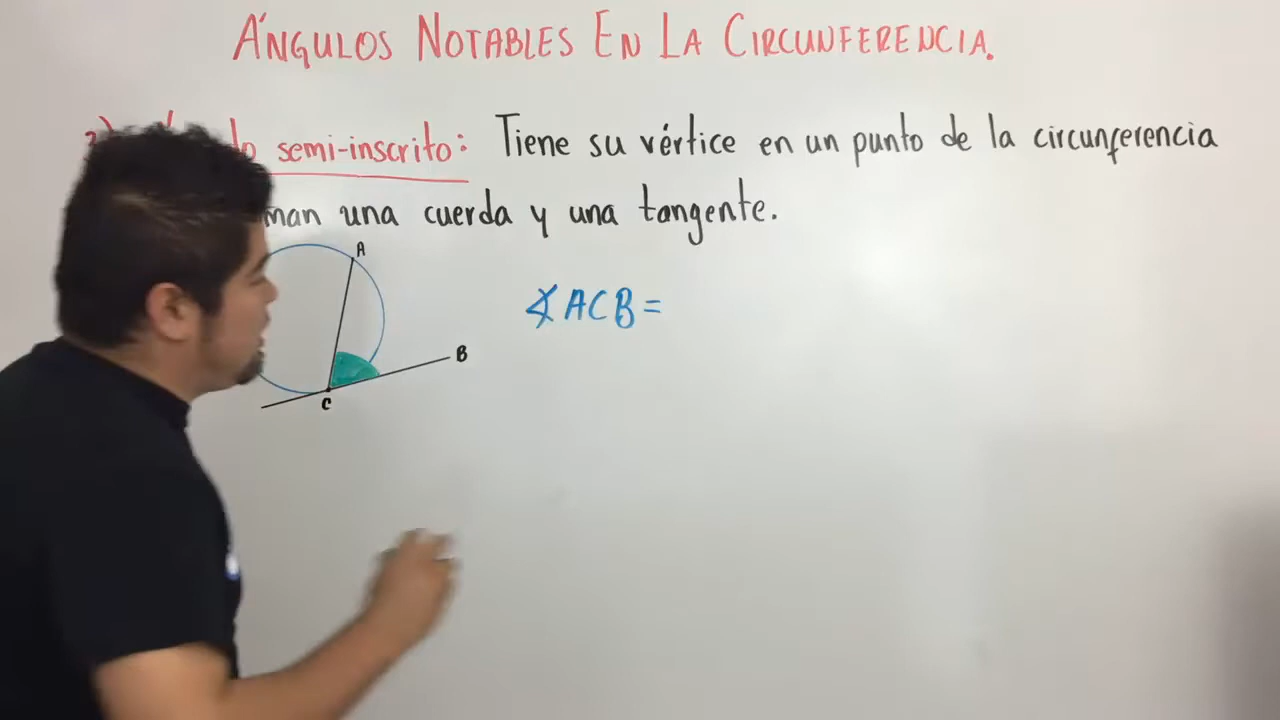 ÁNGULOS NOTABLES EN LA CIRCUNFERENCIA.
semi-inscrito: Tiene su vértice en un punto de la circunferencia
una cuerda y una tangente.
A
∡ACB=
B
C